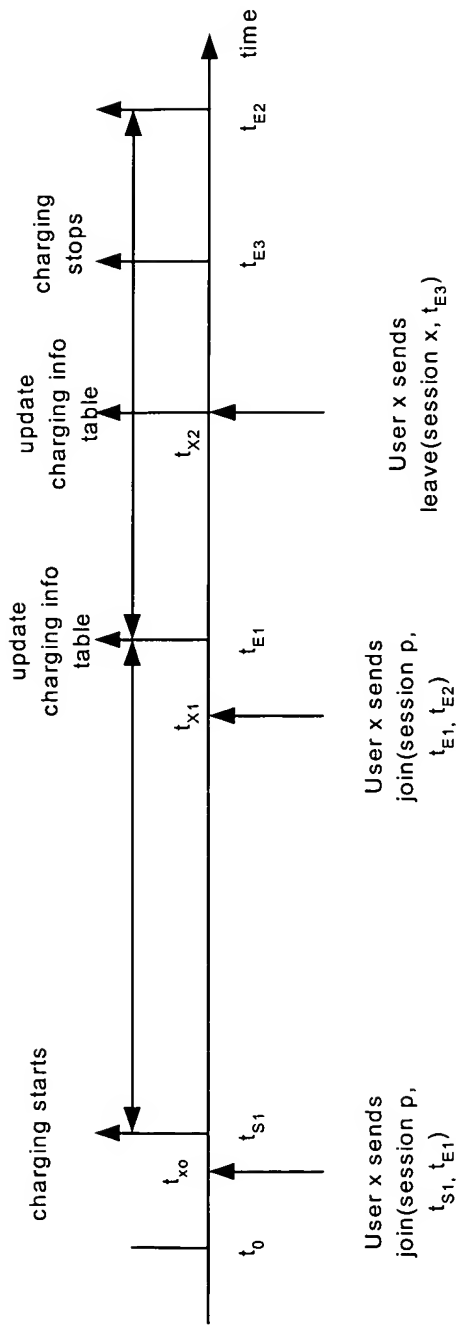 charging starts
update
charging info
table
update
charging info
table
charging
stops
t0
txo
tS1
tX1
tE1
tX2
tE3
tE2
time
User x sends
join(session p,
tS1, tE1)
User x sends
join(session p,
tE1, tE2)
User x sends
leave(session x, tE3)